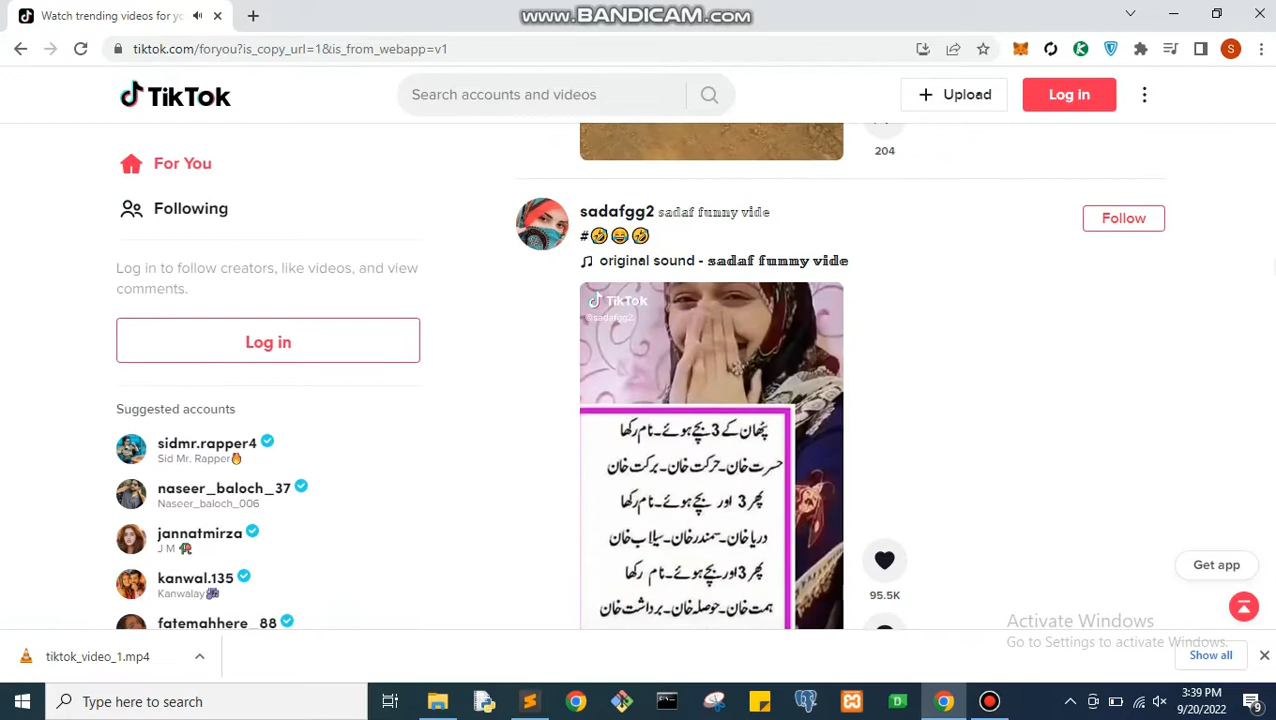 Watch trending videos for yo
www.BANDICAM.com
tiktok.com/foryou?is_copy_url=1&is_from_webapp=v1
S
TikTok
Search accounts and videos
Upload
Log in
For You
Following
Log in to follow creators, like videos, and view
comments.
Log in
Suggested accounts
sidmr.rapper4
Sid Mr. Rapper🔥
naseer_baloch_37
Naseer_baloch_006
jannatmirza
J M
kanwal.135
Kanwalay
fatemahhere_88
204
sadafgg2 𝕤𝕒𝕕𝕒𝕗 𝕗𝕦𝕟𝕟𝕪 𝕧𝕚𝕕𝕖
#🤣😅🤣
♫ original sound - 𝕤𝕒𝕕𝕒𝕗 𝕗𝕦𝕟𝕟𝕪 𝕧𝕚𝕕𝕖
Follow
TikTok
@sadafgg2
پٹھان کے 3 بچے ہوئے۔ نام رکھا
حسرت خان۔ حرکت خان۔ برکت خان
پھر 3 اور بچے ہوئے۔ نام رکھا
دریا خان۔ سمندر خان۔ سیلاب خان
پھر 3 اور بچے ہوئے۔ نام رکھا
ہمت خان۔ حوصلہ خان۔ برداشت خان
95.5K
Get app
Activate Windows
Go to Settings to activate Windows.
tiktok_video_1.mp4
Show all
Type here to search
3:39 PM
9/20/2022
9